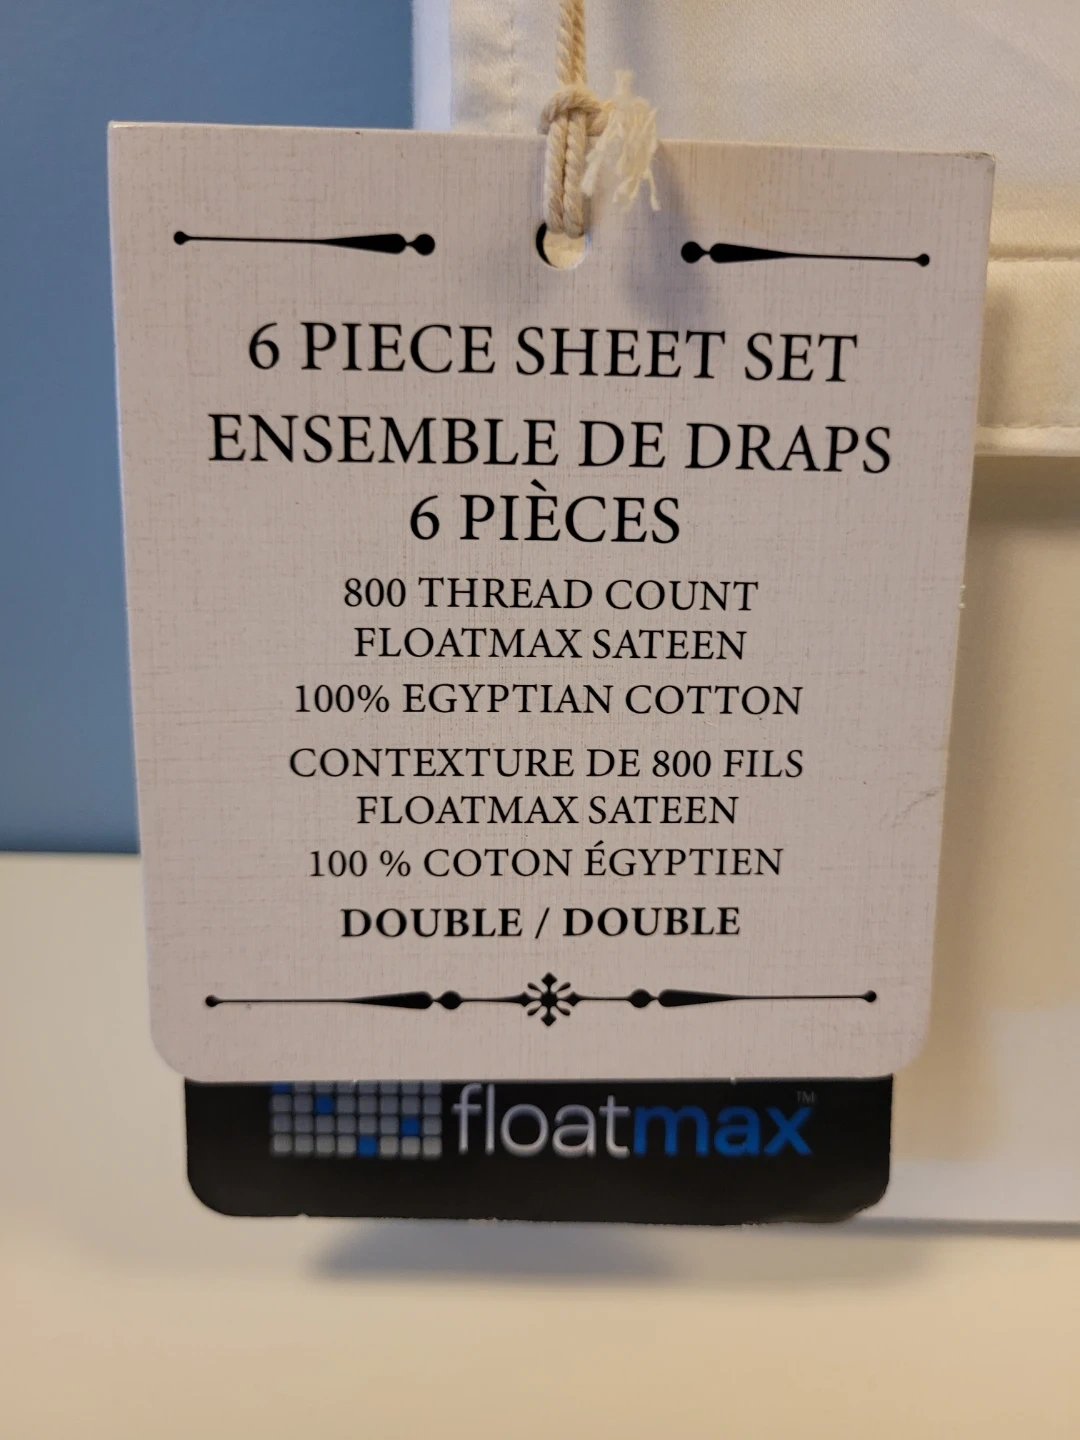 6 PIECE SHEET SET
ENSEMBLE DE DRAPS
6 PIÈCES
800 THREAD COUNT
FLOATMAX SATEEN
100% EGYPTIAN COTTON
CONTEXTURE DE 800 FILS
FLOATMAX SATEEN
100 % COTON ÉGYPTIEN
DOUBLE / DOUBLE
floatmax™